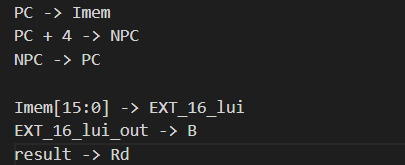 PC -> Imem
PC + 4 -> NPC
NPC -> PC
Imem[15:0] -> EXT_16_lui
EXT_16_lui_out -> B
result -> Rd